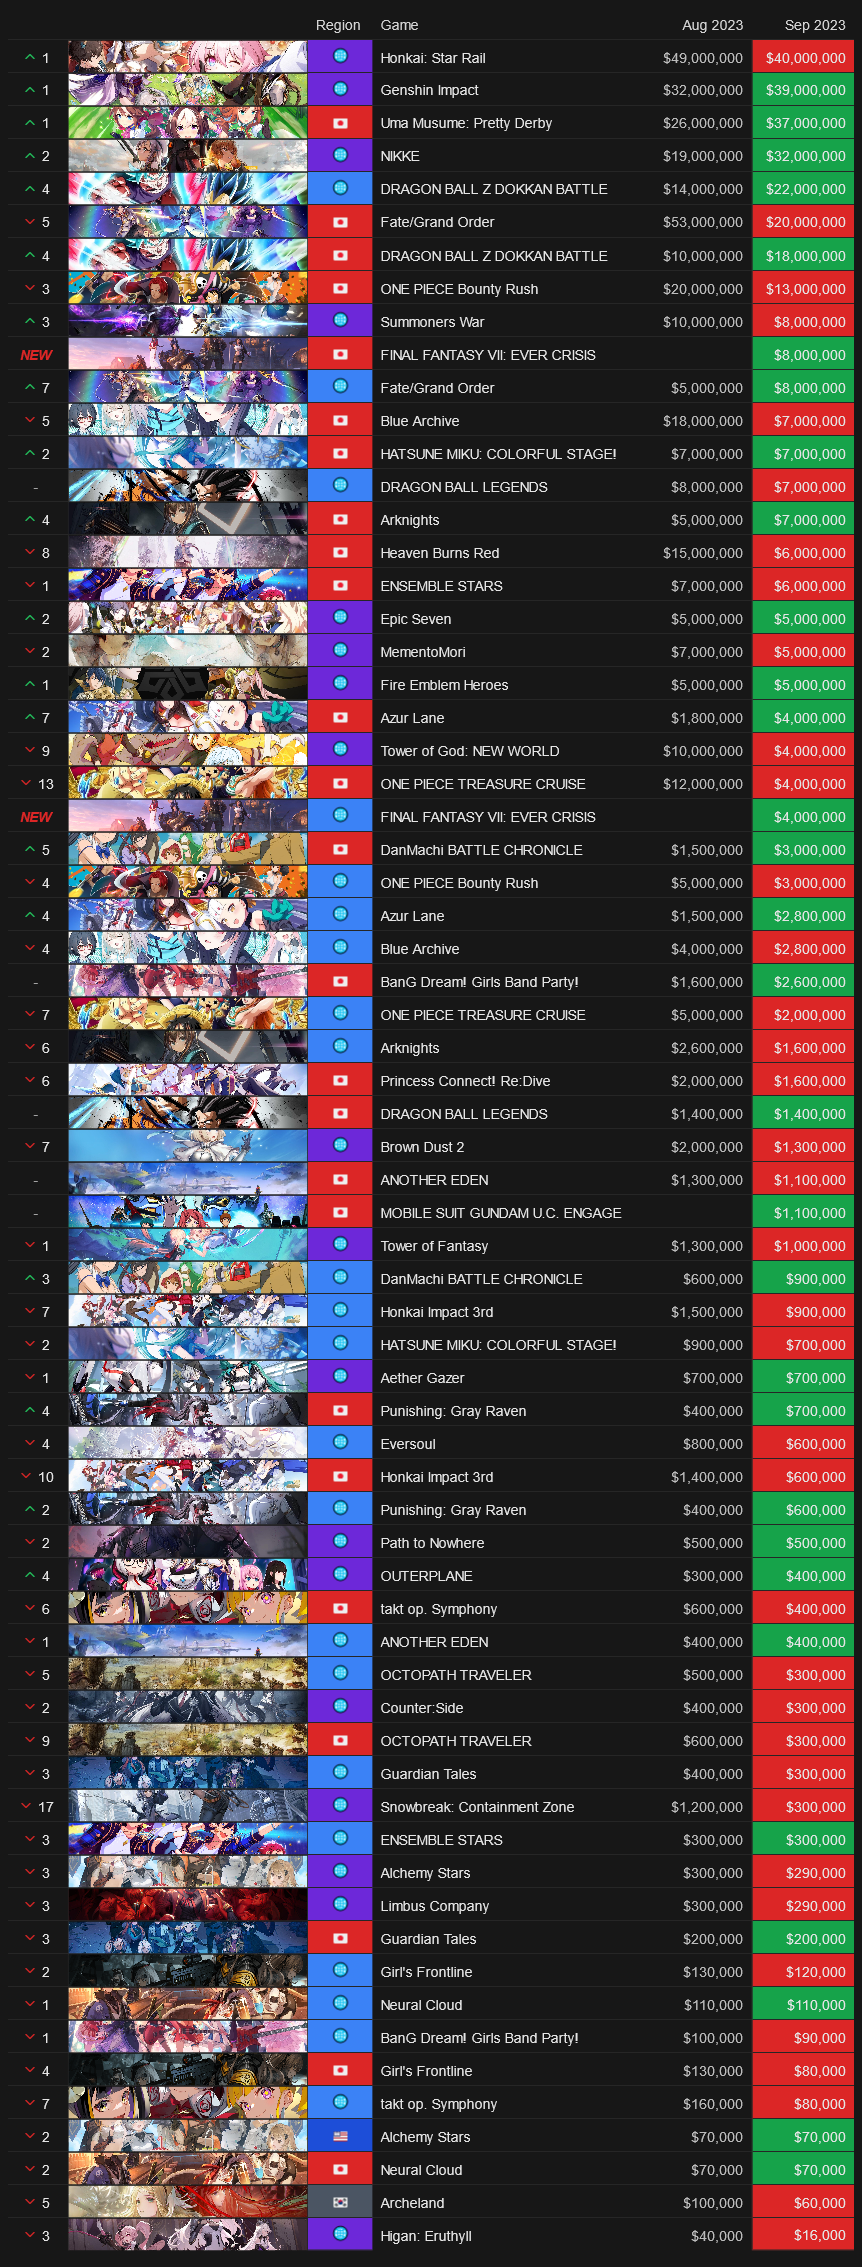 Region Game Aug 2023 Sep 2023
1 Honkai: Star Rail $49,000,000 $40,000,000
1 Genshin Impact $32,000,000 $39,000,000
1 Uma Musume: Pretty Derby $26,000,000 $37,000,000
2 NIKKE $19,000,000 $32,000,000
4 DRAGON BALL Z DOKKAN BATTLE $14,000,000 $22,000,000
5 Fate/Grand Order $53,000,000 $20,000,000
4 DRAGON BALL Z DOKKAN BATTLE $10,000,000 $18,000,000
3 ONE PIECE Bounty Rush $20,000,000 $13,000,000
3 Summoners War $10,000,000 $8,000,000
NEW FINAL FANTASY VII: EVER CRISIS $8,000,000
7 Fate/Grand Order $5,000,000 $8,000,000
5 Blue Archive $18,000,000 $7,000,000
2 HATSUNE MIKU: COLORFUL STAGE! $7,000,000 $7,000,000
- DRAGON BALL LEGENDS $8,000,000 $7,000,000
4 Arknights $5,000,000 $7,000,000
8 Heaven Burns Red $15,000,000 $6,000,000
1 ENSEMBLE STARS $7,000,000 $6,000,000
2 Epic Seven $5,000,000 $5,000,000
2 MementoMori $7,000,000 $5,000,000
1 Fire Emblem Heroes $5,000,000 $5,000,000
7 Azur Lane $1,800,000 $4,000,000
9 Tower of God: NEW WORLD $10,000,000 $4,000,000
13 ONE PIECE TREASURE CRUISE $12,000,000 $4,000,000
NEW FINAL FANTASY VII: EVER CRISIS $4,000,000
5 DanMachi BATTLE CHRONICLE $1,500,000 $3,000,000
4 ONE PIECE Bounty Rush $5,000,000 $3,000,000
4 Azur Lane $1,500,000 $2,800,000
4 Blue Archive $4,000,000 $2,800,000
- BanG Dream! Girls Band Party! $1,600,000 $2,600,000
7 ONE PIECE TREASURE CRUISE $5,000,000 $2,000,000
6 Arknights $2,600,000 $1,600,000
6 Princess Connect! Re:Dive $2,000,000 $1,600,000
- DRAGON BALL LEGENDS $1,400,000 $1,400,000
7 Brown Dust 2 $2,000,000 $1,300,000
- ANOTHER EDEN $1,300,000 $1,100,000
- MOBILE SUIT GUNDAM U.C. ENGAGE $1,100,000
1 Tower of Fantasy $1,300,000 $1,000,000
3 DanMachi BATTLE CHRONICLE $600,000 $900,000
7 Honkai Impact 3rd $1,500,000 $900,000
2 HATSUNE MIKU: COLORFUL STAGE! $900,000 $700,000
1 Aether Gazer $700,000 $700,000
4 Punishing: Gray Raven $400,000 $700,000
4 Eversoul $800,000 $600,000
10 Honkai Impact 3rd $1,400,000 $600,000
2 Punishing: Gray Raven $400,000 $600,000
2 Path to Nowhere $500,000 $500,000
4 OUTERPLANE $300,000 $400,000
6 takt op. Symphony $600,000 $400,000
1 ANOTHER EDEN $400,000 $400,000
5 OCTOPATH TRAVELER $500,000 $300,000
2 Counter:Side $400,000 $300,000
9 OCTOPATH TRAVELER $600,000 $300,000
3 Guardian Tales $400,000 $300,000
17 Snowbreak: Containment Zone $1,200,000 $300,000
3 ENSEMBLE STARS $300,000 $300,000
3 Alchemy Stars $300,000 $290,000
3 Limbus Company $300,000 $290,000
3 Guardian Tales $200,000 $200,000
2 Girl's Frontline $130,000 $120,000
1 Neural Cloud $110,000 $110,000
1 BanG Dream! Girls Band Party! $100,000 $90,000
4 Girl's Frontline $130,000 $80,000
7 takt op. Symphony $160,000 $80,000
2 Alchemy Stars $70,000 $70,000
2 Neural Cloud $70,000 $70,000
5 Archeland $100,000 $60,000
3 Higan: Eruthyll $40,000 $16,000